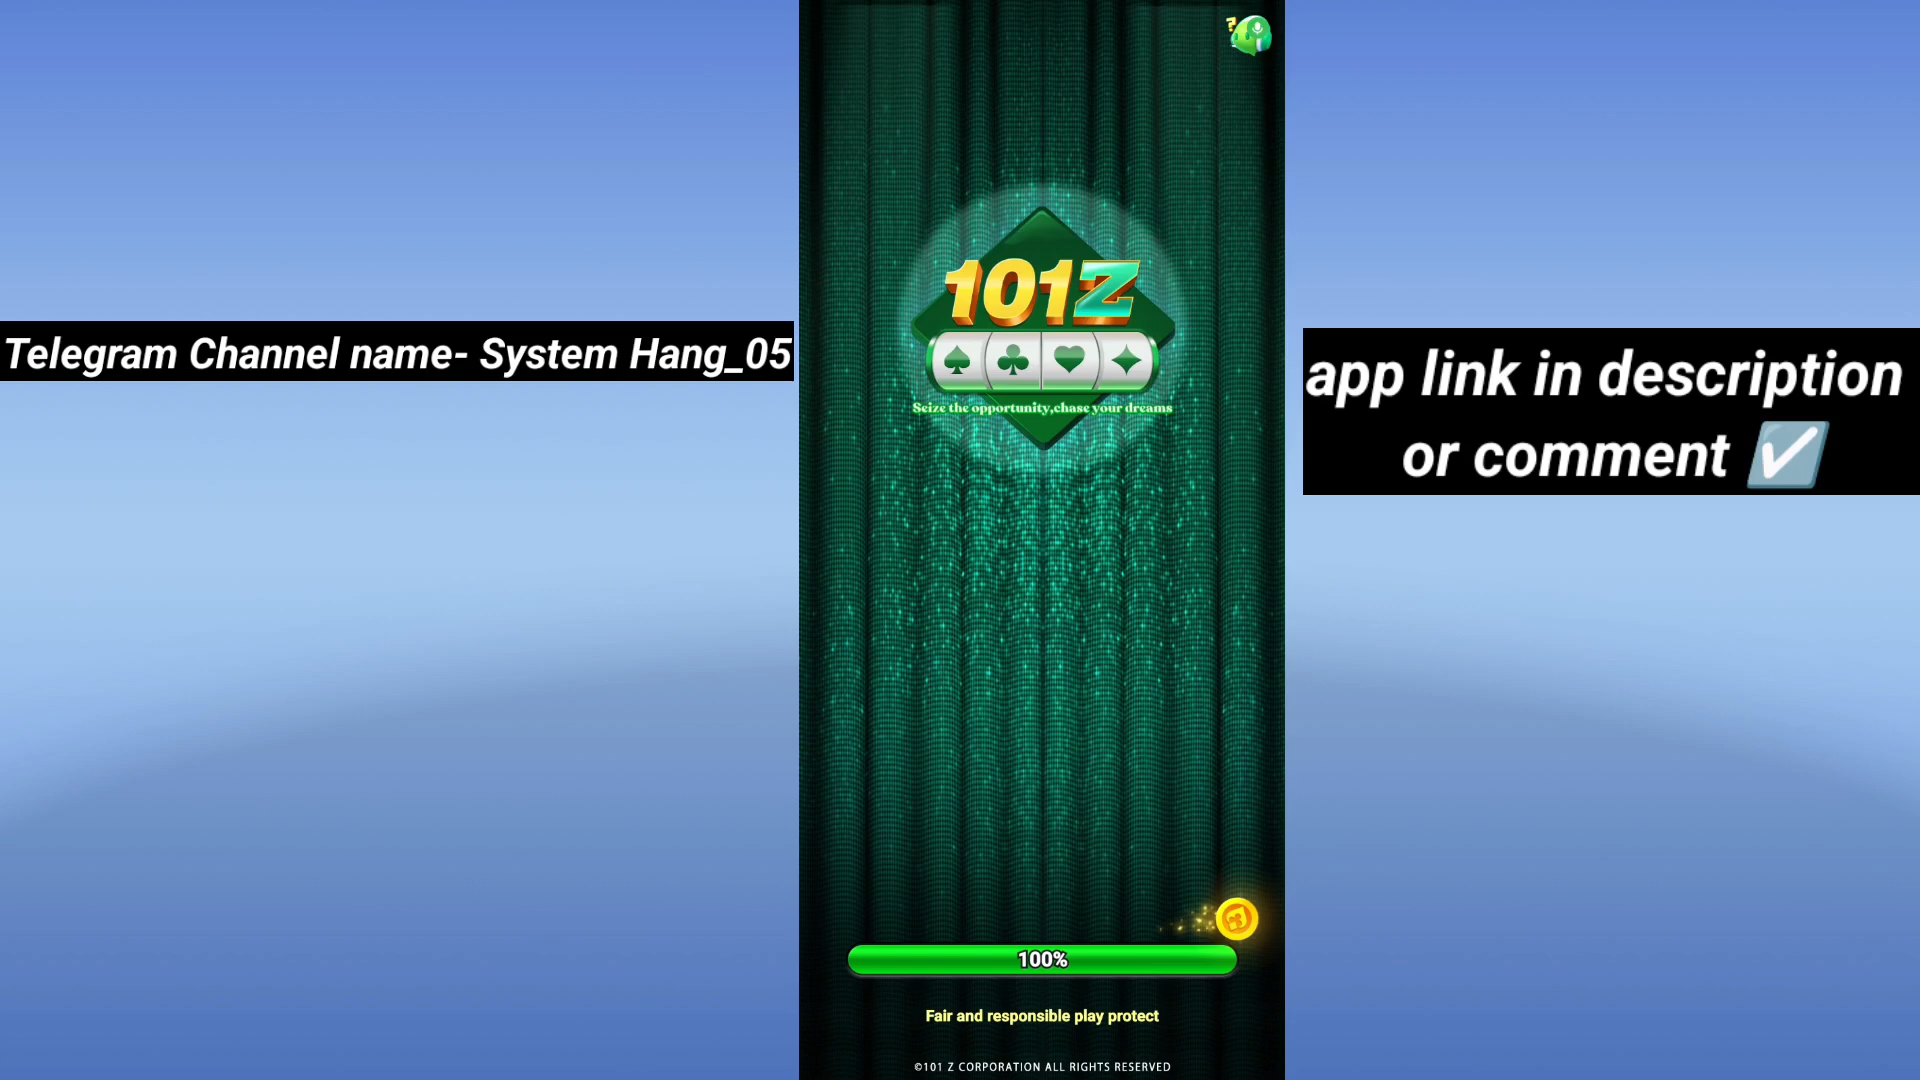 Telegram Channel name- System Hang_05
101Z
Seize the opportunity,chase your dreams
app link in description
or comment ☑️
100%
Fair and responsible play protect
©101 Z CORPORATION ALL RIGHTS RESERVED